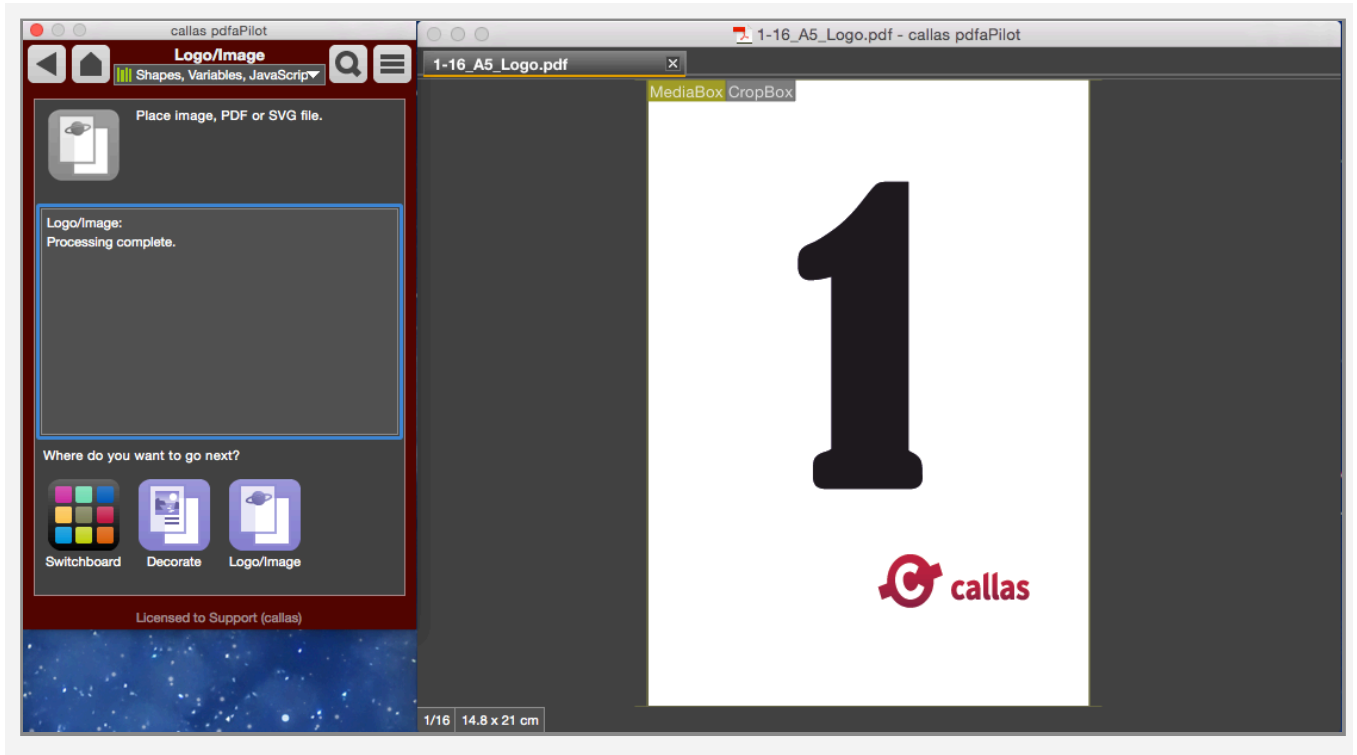 callas pdfaPilot
Logo/Image
Shapes, Variables, JavaScrip
Place image, PDF or SVG file.
Logo/Image:
Processing complete.
Where do you want to go next?
Switchboard
Decorate
Logo/Image
Licensed to Support (callas)
1-16_A5_Logo.pdf - callas pdfaPilot
1-16_A5_Logo.pdf
MediaBox CropBox
1
callas
1/16 14.8 x 21 cm